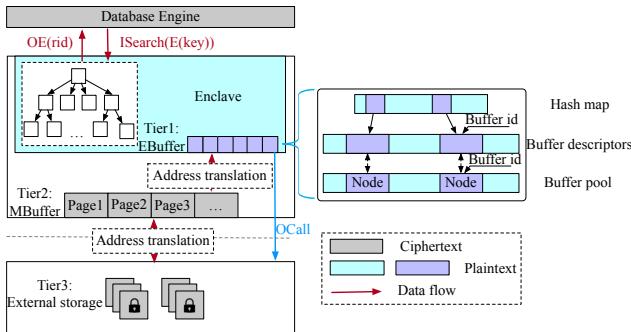 Database Engine
OE(rid)
ISearch(E(key))
Enclave
...
Tier1:
EBuffer
Address translation
Tier2:
MBuffer
Page1
Page2
Page3
...
Address translation
OCall
Tier3:
External storage
Hash map
Buffer id
Buffer descriptors
Buffer id
Node
Node
Buffer pool
Ciphertext
Plaintext
Data flow